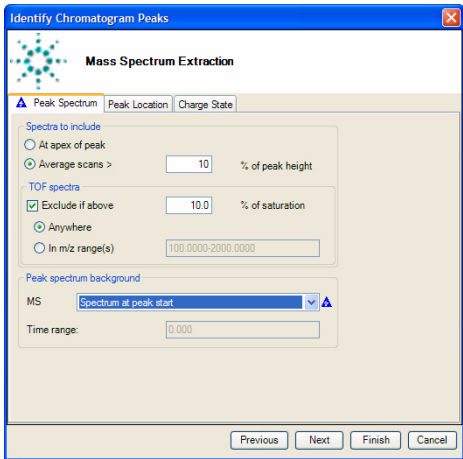 Identify Chromatogram Peaks
Mass Spectrum Extraction
Peak Spectrum Peak Location Charge State
Spectra to include
At apex of peak
Average scans > 10 % of peak height
TOF spectra
Exclude if above 10.0 % of saturation
Anywhere
In m/z range(s) 100.0000-2000.0000
Peak spectrum background
MS Spectrum at peak start
Time range: 0.000
Previous Next Finish Cancel